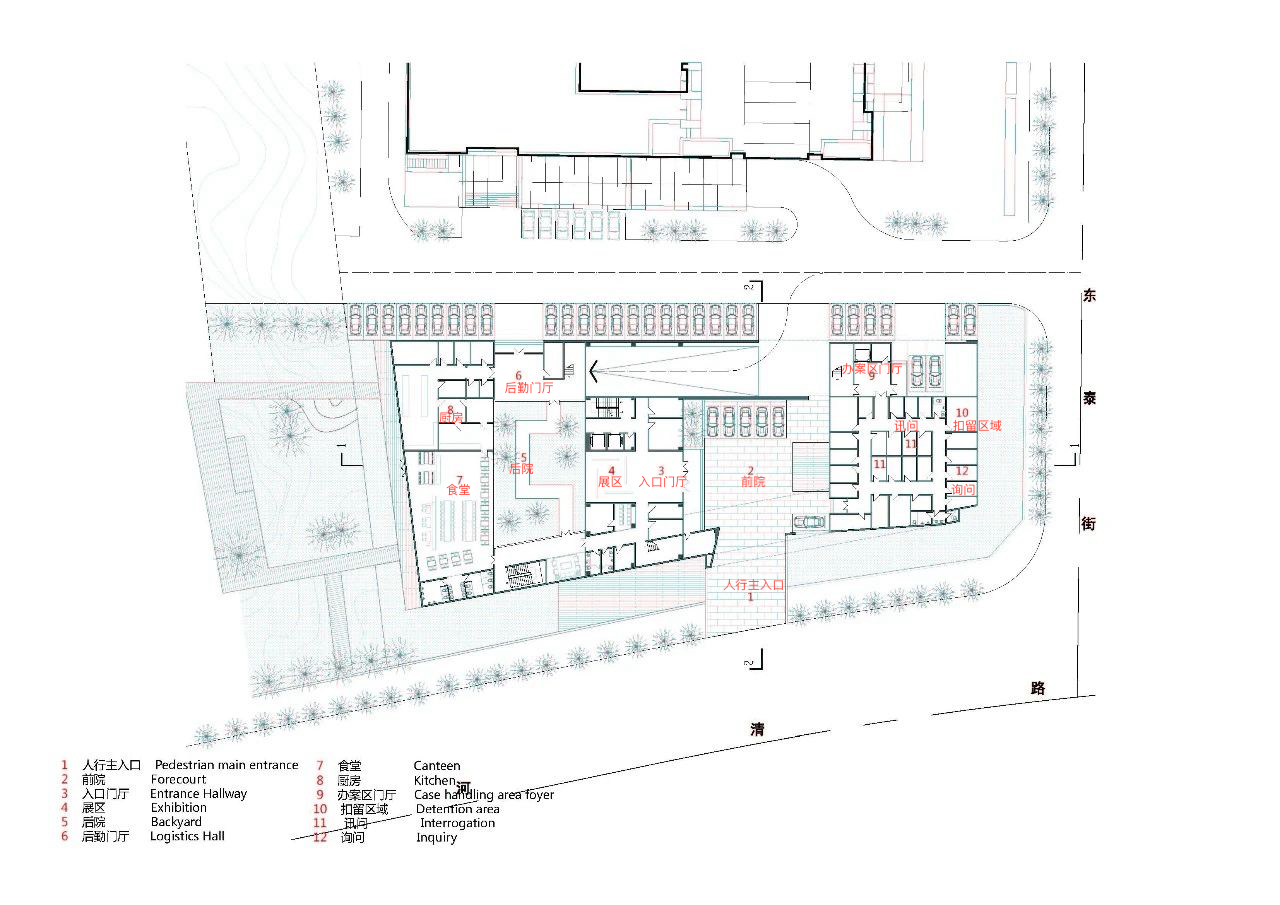 2
东
泰
街
6
后勤门厅
办案区门厅
9
8
厨房
10
扣留区域
讯问
11
1
1
5
后院
7
食堂
4
展区
3
入口门厅
2
前院
11
12
询问
人行主入口
1
2
路
清
河
1 人行主入口 Pedestrian main entrance
2 前院 Forecourt
3 入口门厅 Entrance Hallway
4 展区 Exhibition
5 后院 Backyard
6 后勤门厅 Logistics Hall
7 食堂 Canteen
8 厨房 Kitchen
9 办案区门厅 Case handling area foyer
10 扣留区域 Detention area
11 讯问 Interrogation
12 询问 Inquiry